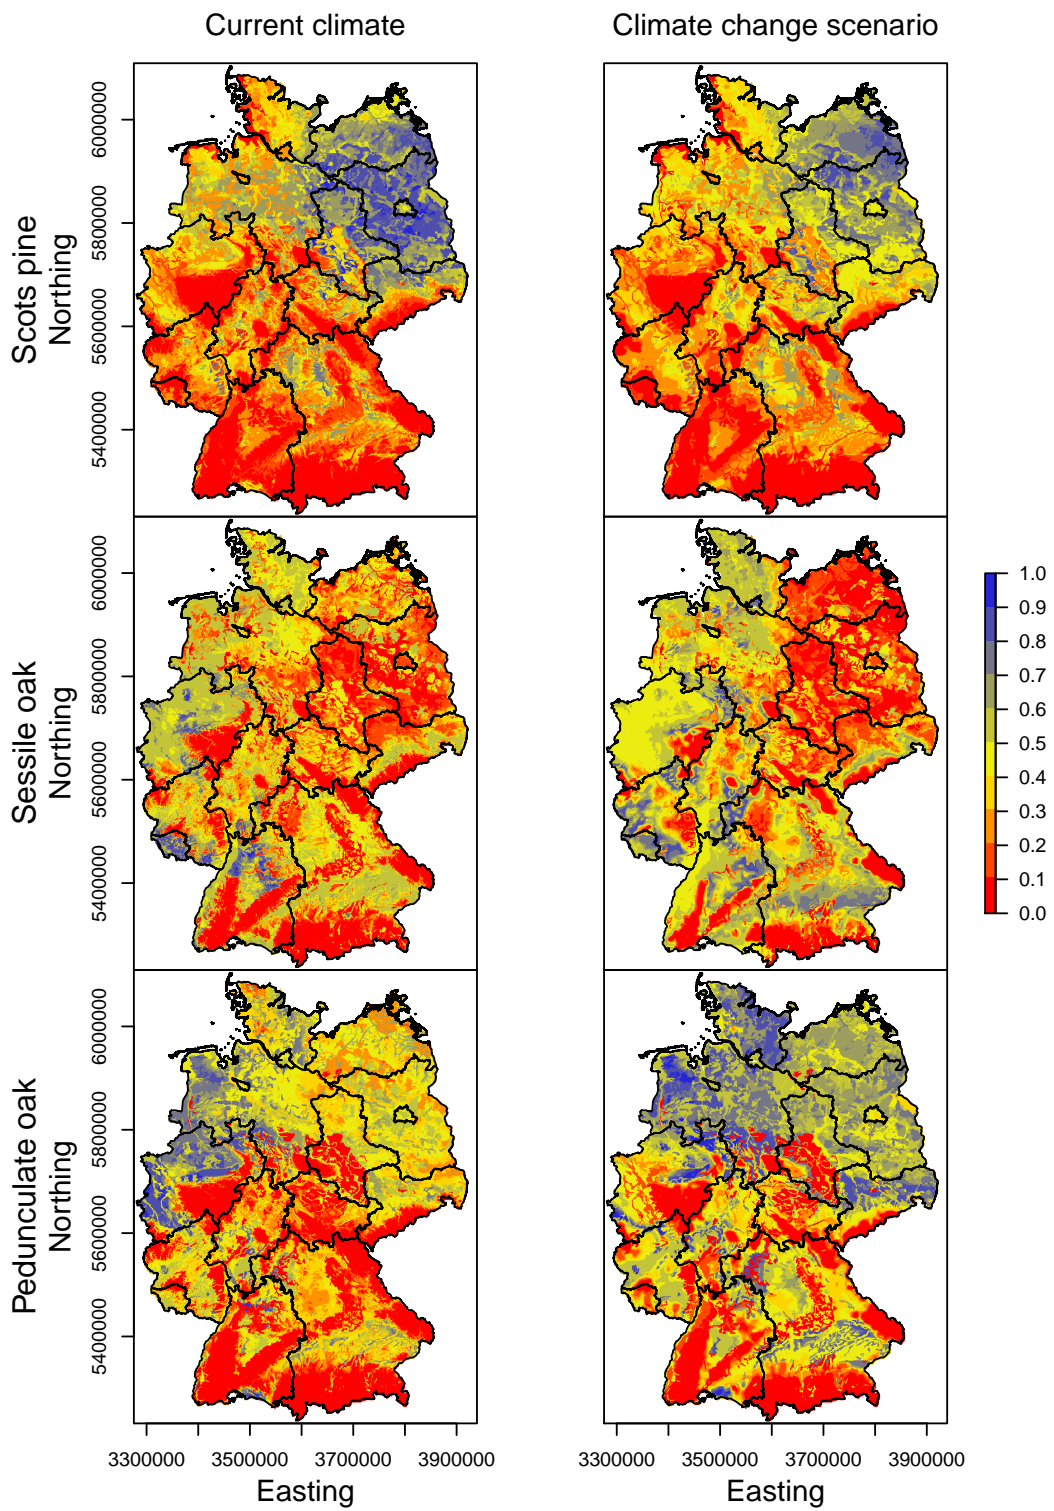 Current climate
Climate change scenario
Scots pine
Northing
6000000
5800000
5600000
5400000
Sessile oak
Northing
6000000
5800000
5600000
5400000
1.0
0.9
0.8
0.7
0.6
0.5
0.4
0.3
0.2
0.1
0.0
Pedunculate oak
Northing
6000000
5800000
5600000
5400000
3300000 3500000 3700000 3900000
Easting
3300000 3500000 3700000 3900000
Easting